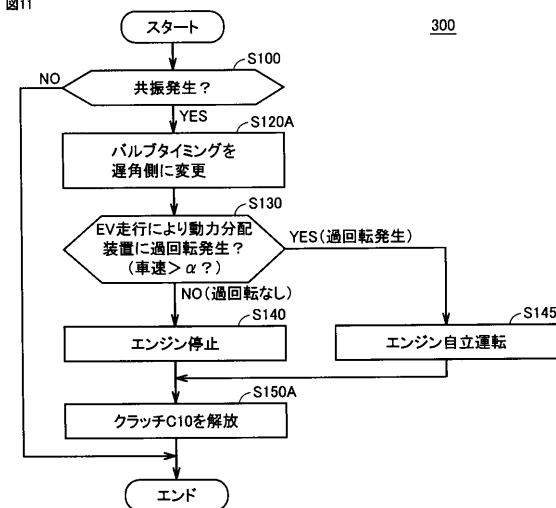 図11
スタート
300
S100
NO
共振発生？
YES
S120A
バルブタイミングを
遅角側に変更
S130
EV走行により動力分配
装置に過回転発生？
（車速＞α？）
YES（過回転発生）
NO（過回転なし）
S140
エンジン停止
S145
エンジン自立運転
S150A
クラッチC10を解放
エンド